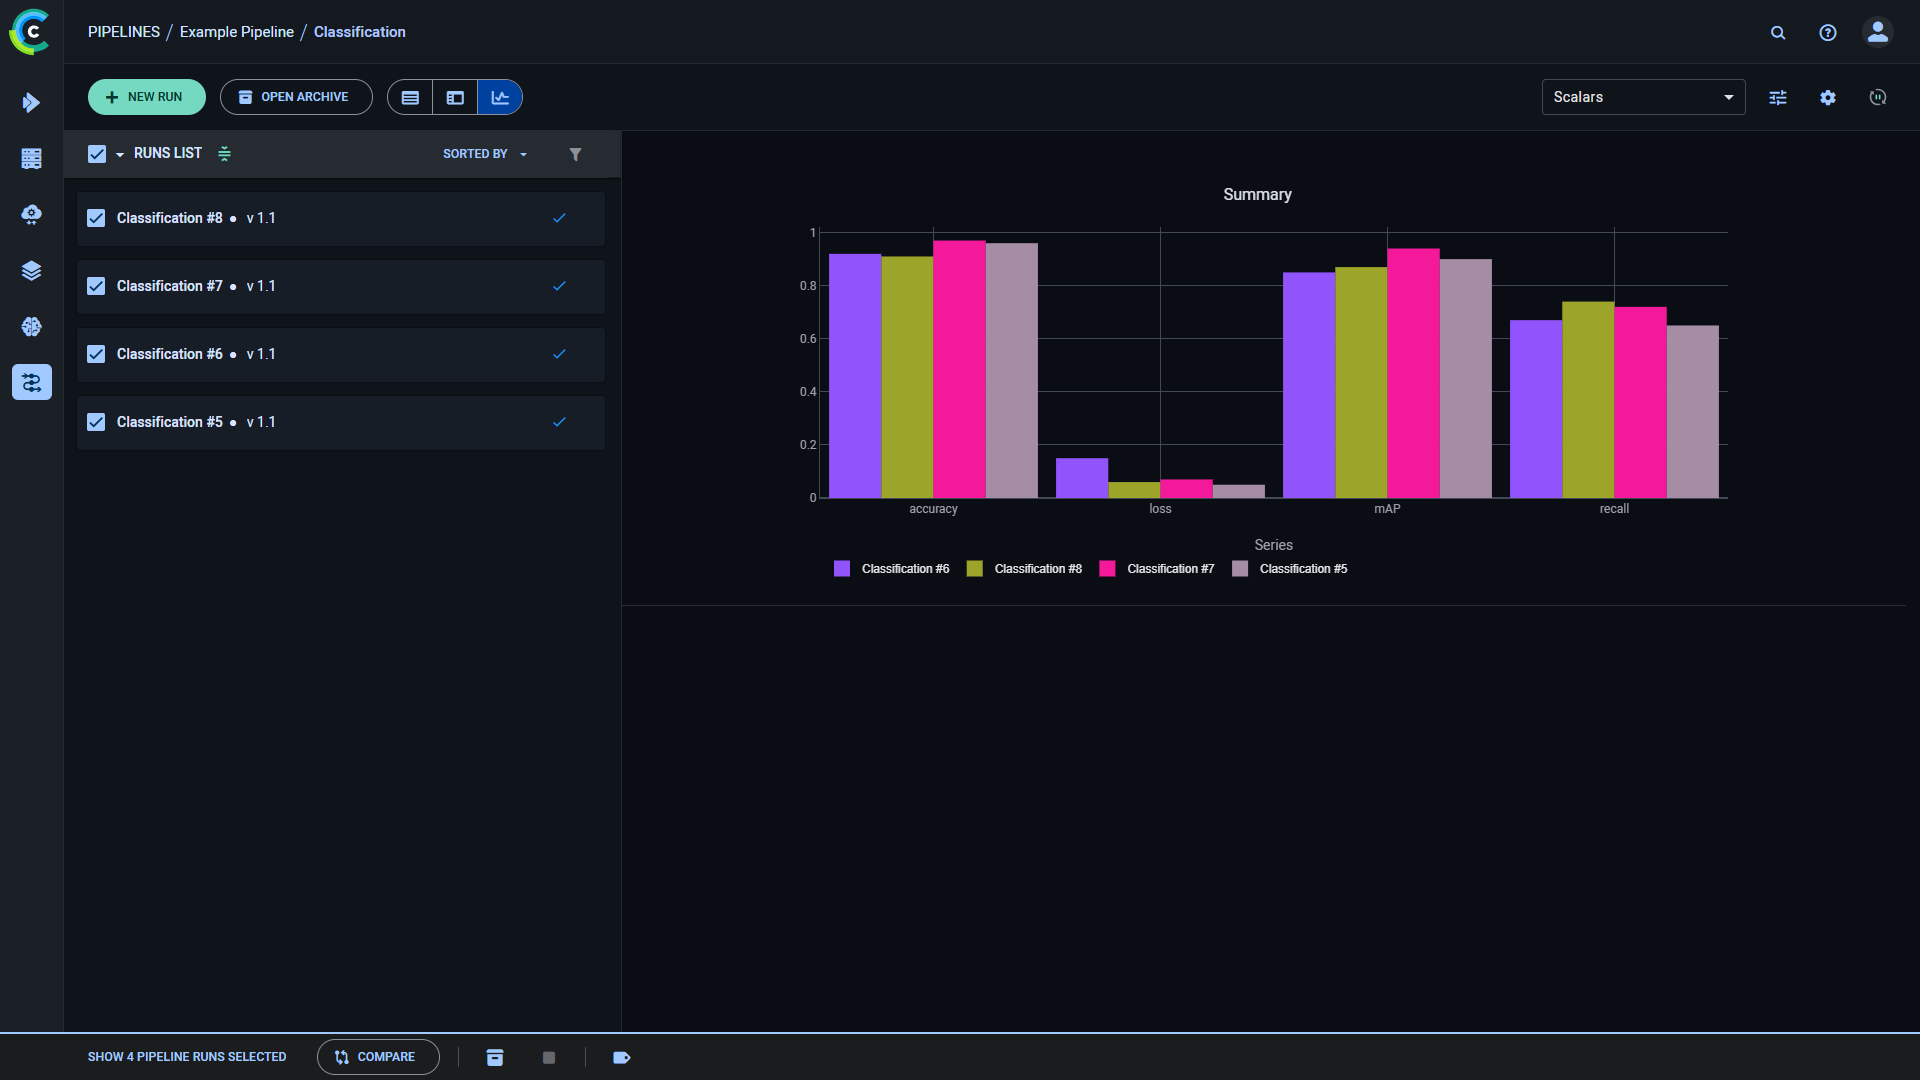 PIPELINES / Example Pipeline / Classification
NEW RUN
OPEN ARCHIVE
Scalars
RUNS LIST
SORTED BY
Classification #8 ● v 1.1
Classification #7 ● v 1.1
Classification #6 ● v 1.1
Classification #5 ● v 1.1
Summary
1
0.8
0.6
0.4
0.2
0
accuracy loss mAP recall
Series
Classification #6 Classification #8 Classification #7 Classification #5
SHOW 4 PIPELINE RUNS SELECTED
COMPARE